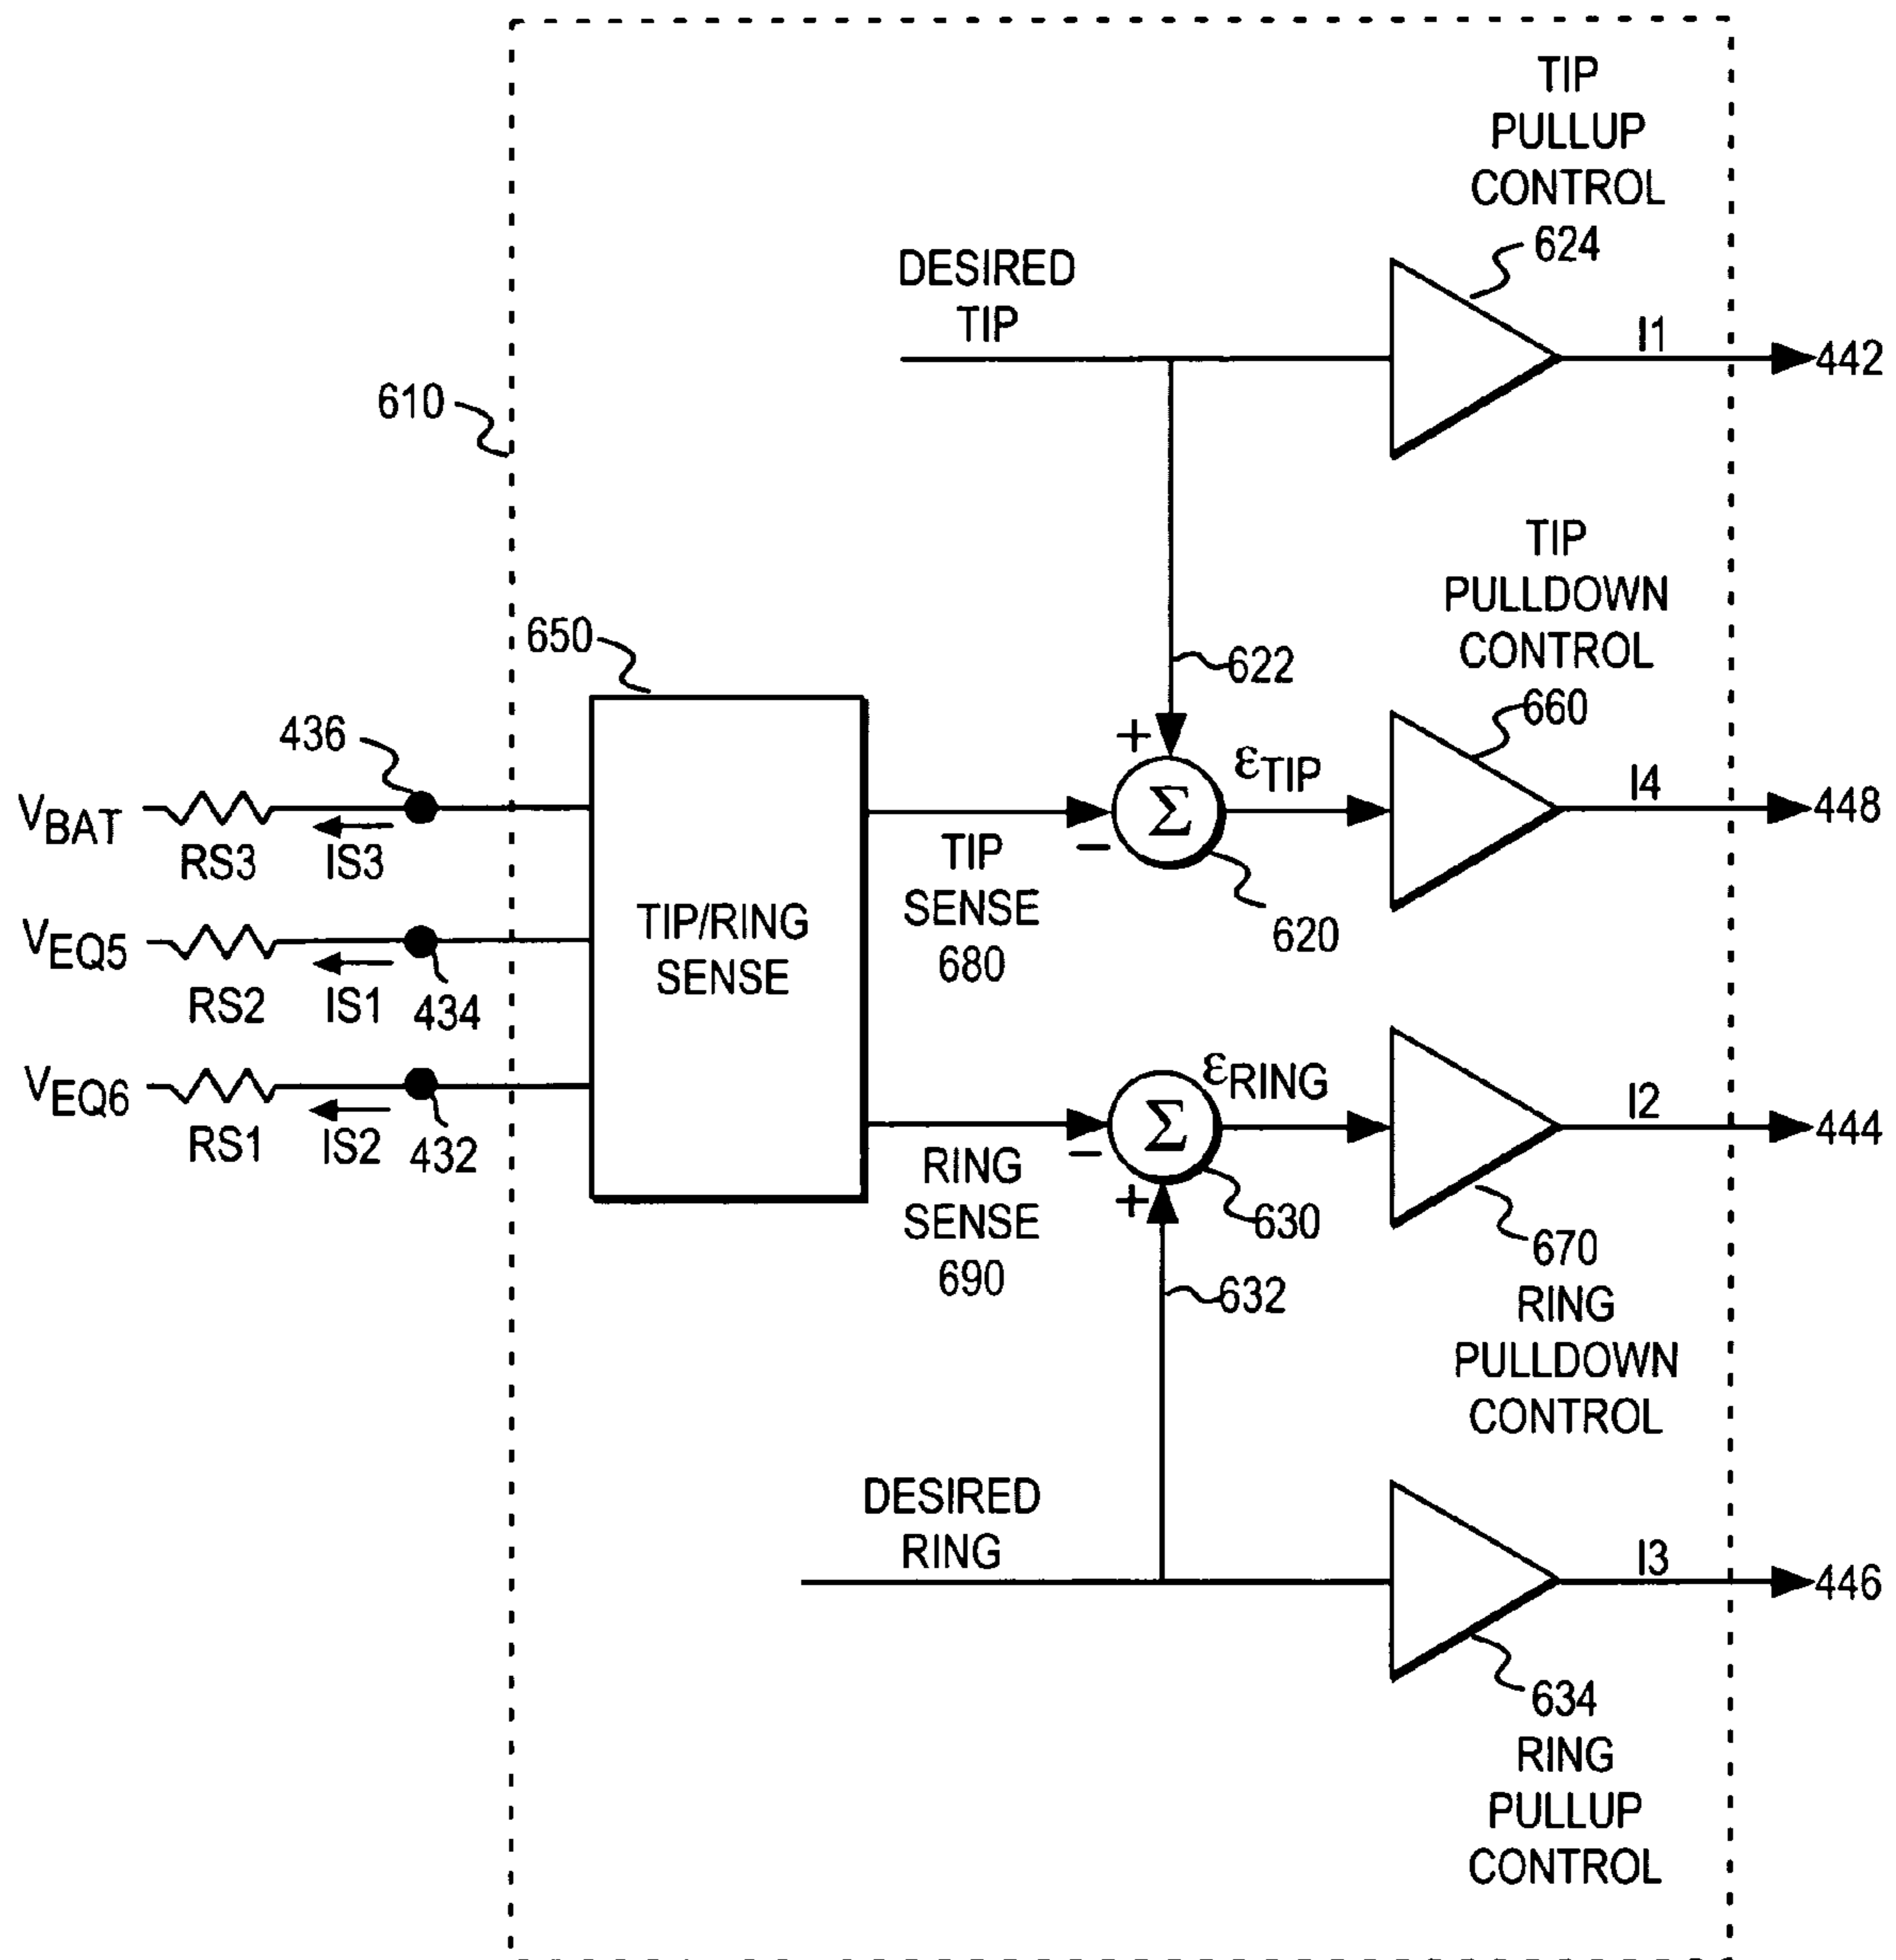 TIP
PULLUP
CONTROL
624
DESIRED
TIP
I1
442
610
TIP
PULLDOWN
CONTROL
660
650
622
436
+
εTIP
I4
448
VBAT
RS3
IS3
Σ
−
TIP
SENSE
680
620
TIP/RING
SENSE
VEQ5
RS2
IS1
434
εRING
I2
444
VEQ6
RS1
IS2
432
Σ
−
+
RING
SENSE
690
630
632
670
RING
PULLDOWN
CONTROL
DESIRED
RING
I3
446
634
RING
PULLUP
CONTROL